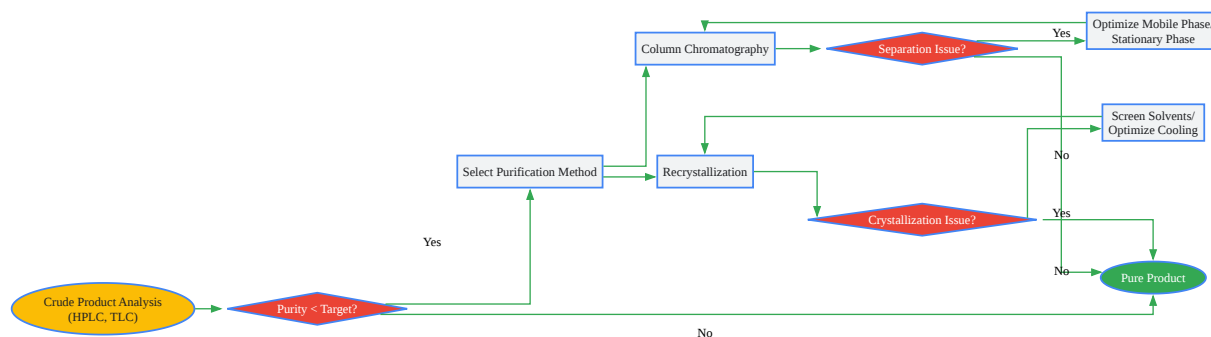 Optimize Mobile Phase/
Stationary Phase
Yes
Column Chromatography
Separation Issue?
Screen Solvents/
Optimize Cooling
No
Select Purification Method
Recrystallization
Yes
Crystallization Issue?
Yes
No
Pure Product
Crude Product Analysis
(HPLC, TLC)
Purity < Target?
No